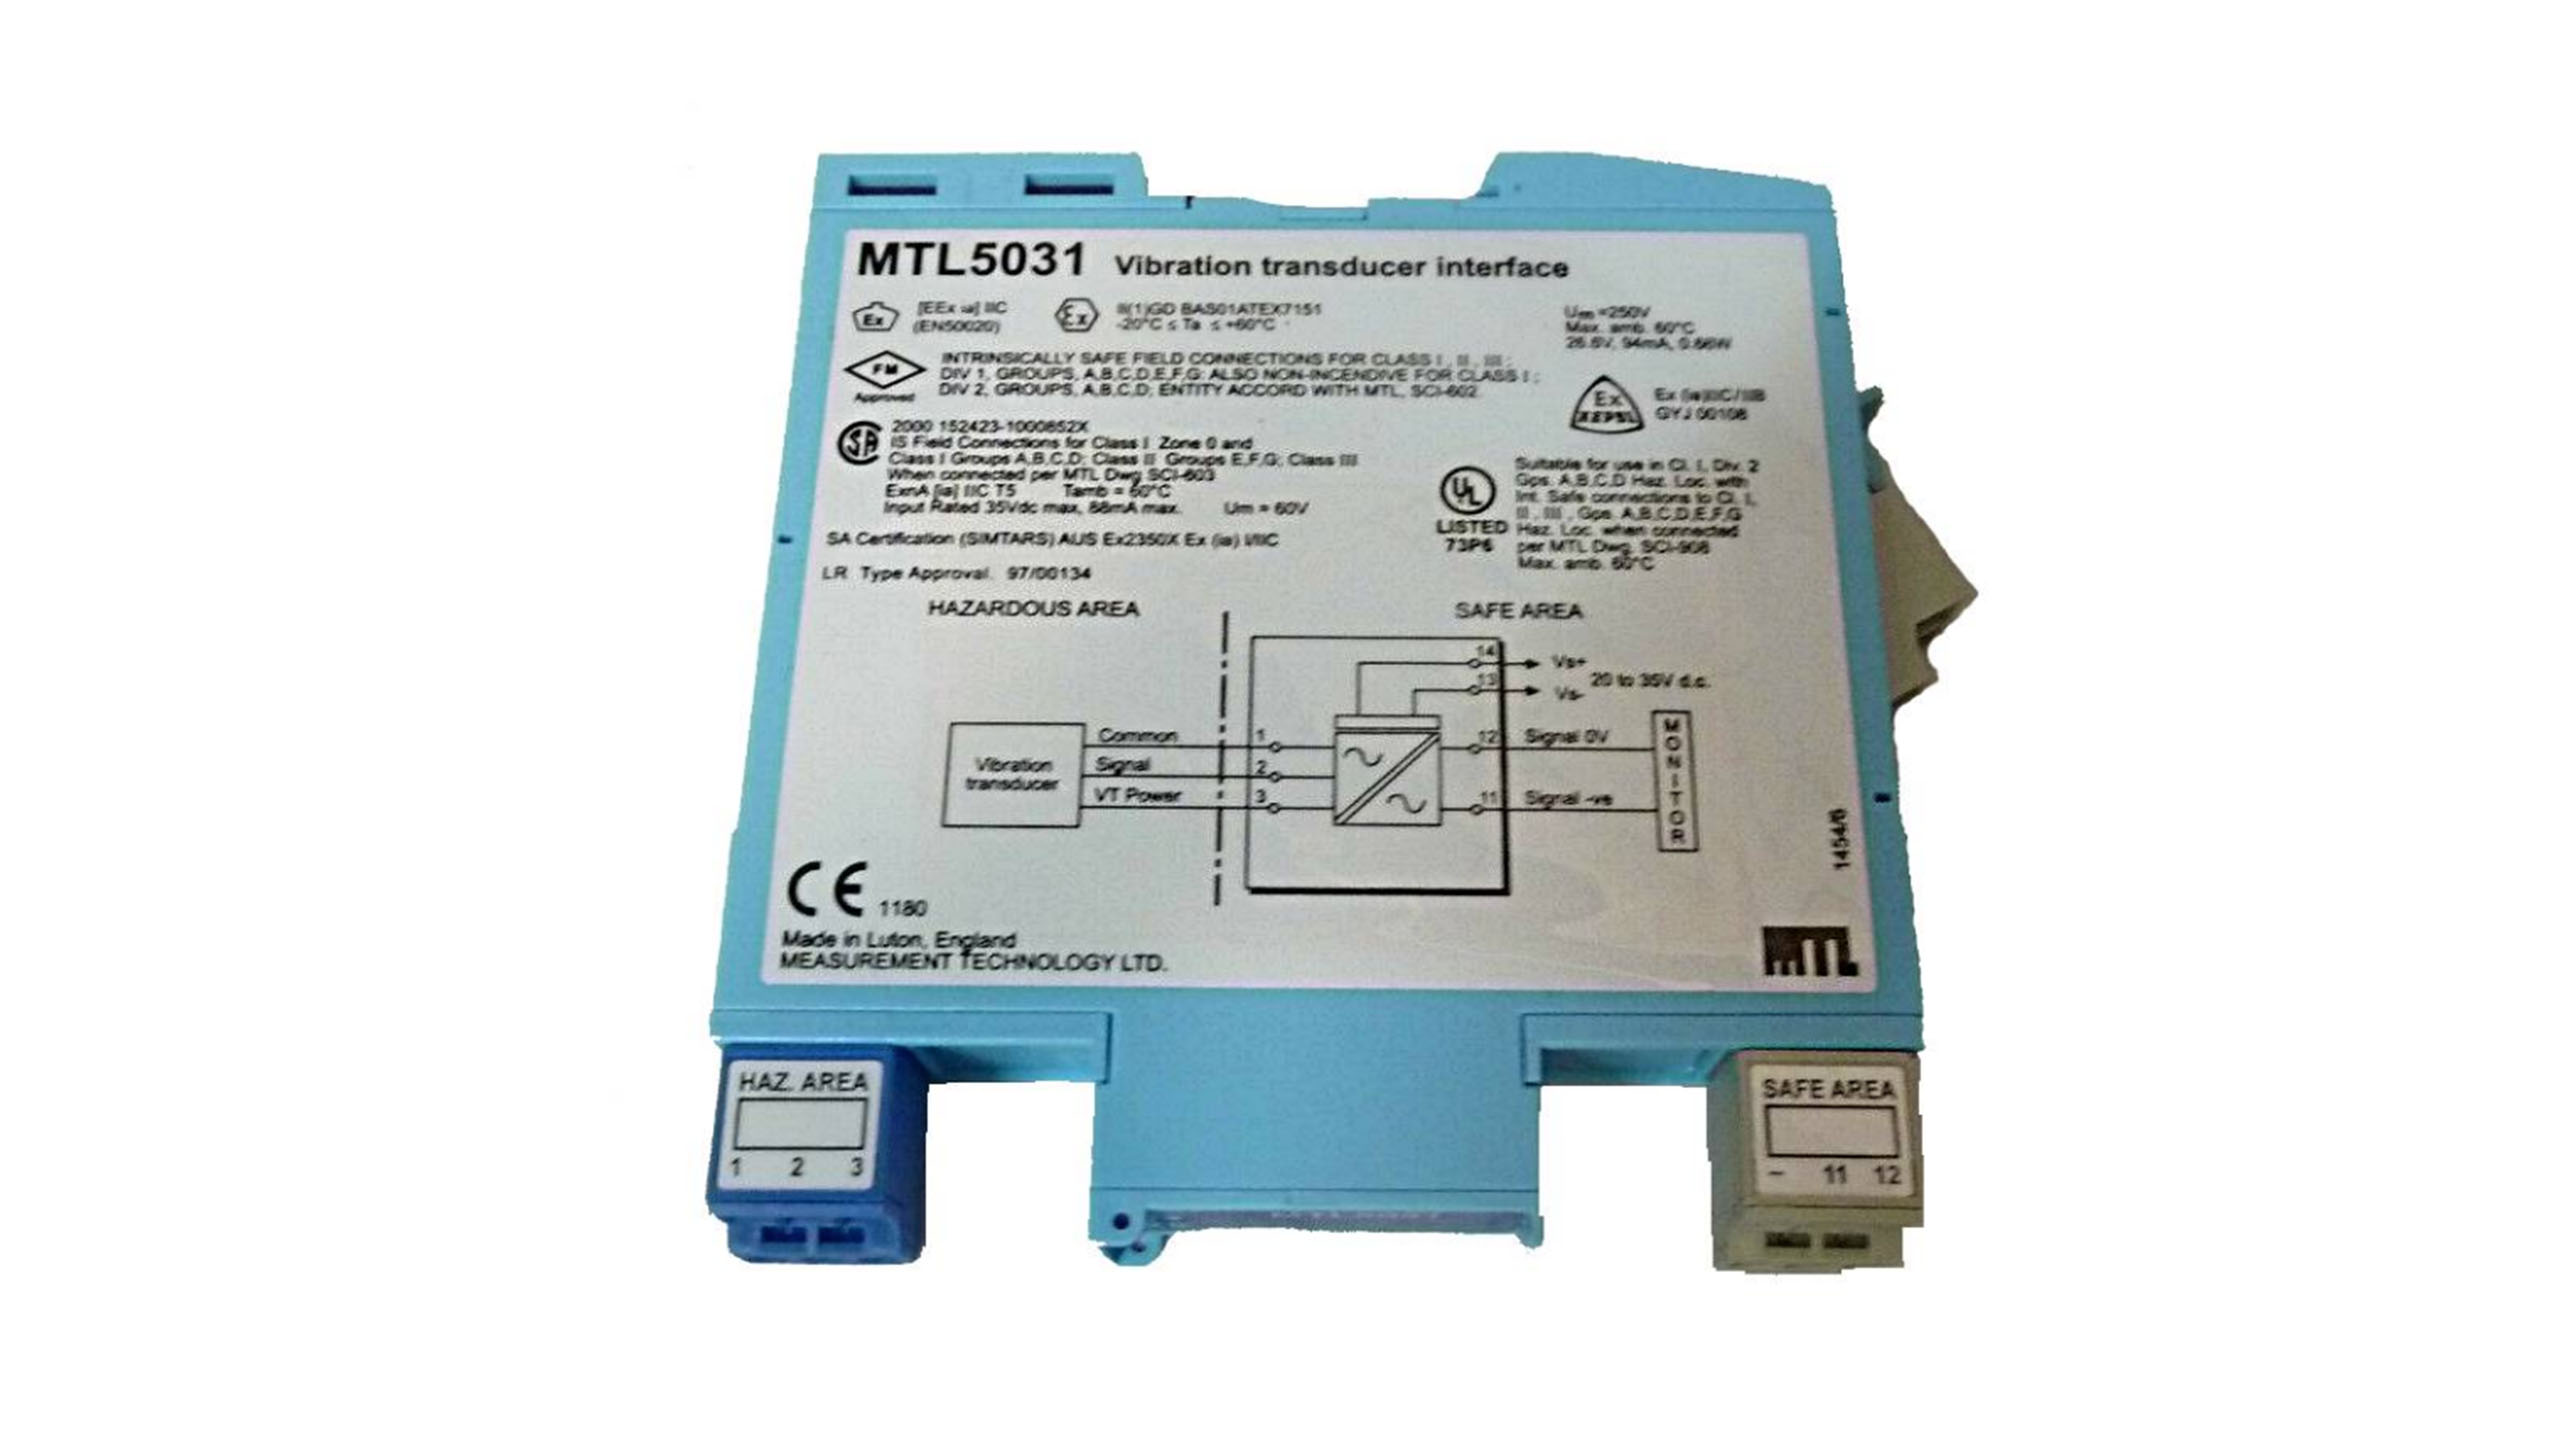 MTL5031 Vibration transducer interface
Ex
[EEx ia] IIC
(EN50020)
Ex
II(1)GD BAS01ATEX7151
-20°C ≤ Ta ≤ +60°C
Um =250V
Max. amb. 60°C
26.6V, 94mA, 0.66W
FM
Approved
INTRINSICALLY SAFE FIELD CONNECTIONS FOR CLASS I, II, III;
DIV 1, GROUPS, A,B,C,D,E,F,G: ALSO NON-INCENDIVE FOR CLASS I;
DIV 2, GROUPS, A,B,C,D, ENTITY ACCORD WITH MTL, SCI-602
Ex
Ex (ia)IIC/IIB
GYJ 00108
SA
2000 152423-1000852X
IS Field Connections for Class I Zone 0 and
Class I Groups A,B,C,D; Class II Groups E,F,G; Class III
When connected per MTL Dwg SCI-603
ExnA [ia] IIC T5 Tamb = 60°C
Input Rated 35Vdc max, 88mA max. Um = 60V
UL
LISTED
73P6
Suitable for use in Cl. I, Div. 2
Gps. A,B,C,D Haz. Loc. with
Int. Safe connections to Cl. I,
II, III, Gps. A,B,C,D,E,F,G
Haz. Loc. when connected
per MTL Dwg. SCI-908
Max. amb. 60°C
SA Certification (SIMTARS) AUS Ex2350X Ex (ia) I/IIC
LR Type Approval. 97/00134
HAZARDOUS AREA
SAFE AREA
14
Vs+
13
Vs-
20 to 35V d.c.
Vibration
transducer
Common
Signal
VT Power
1
2
3
12
Signal 0V
11
Signal -ve
MONITOR
1454/6
CE 1180
Made in Luton, England
MEASUREMENT TECHNOLOGY LTD.
MTL
HAZ. AREA
1 2 3
SAFE AREA
- 11 12